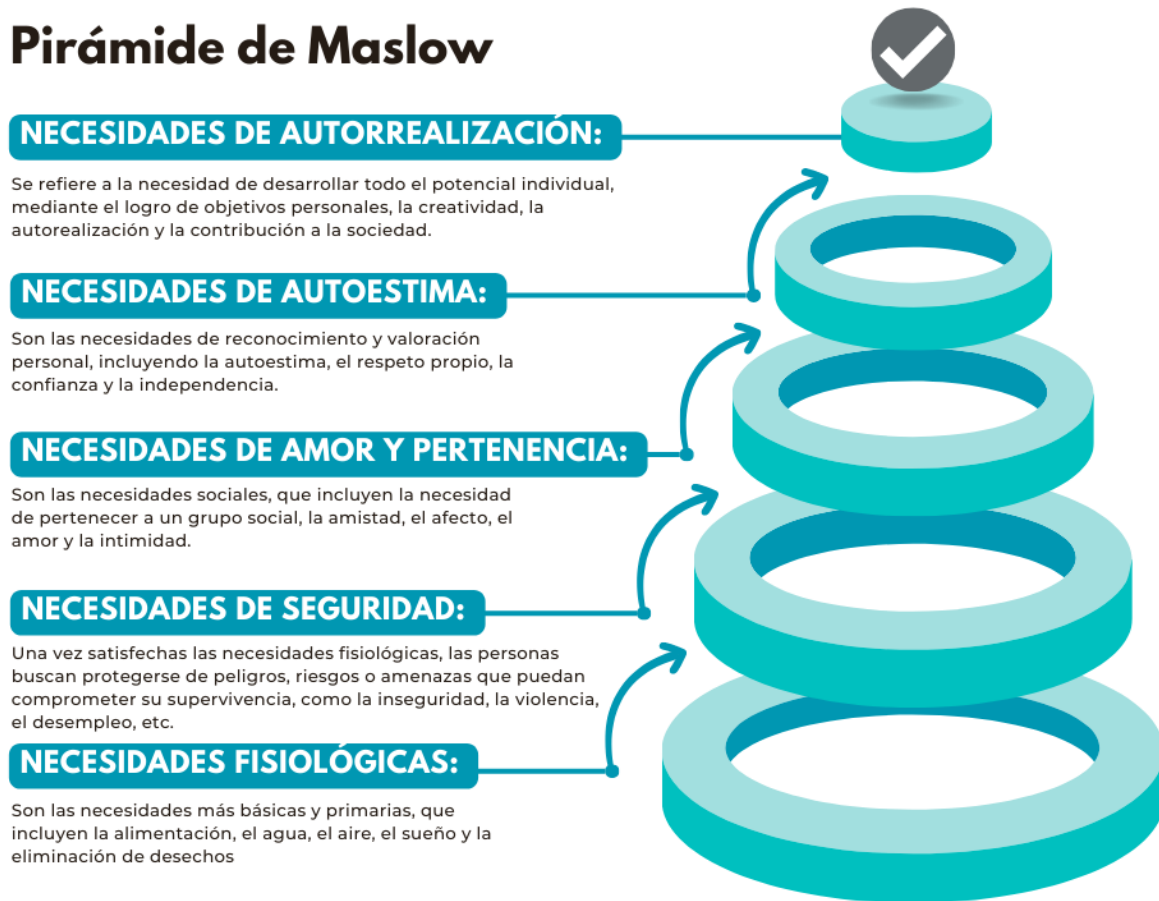 Pirámide de Maslow
NECESIDADES DE AUTORREALIZACIÓN:
Se refiere a la necesidad de desarrollar todo el potencial individual,
mediante el logro de objetivos personales, la creatividad, la
autorealización y la contribución a la sociedad.
NECESIDADES DE AUTOESTIMA:
Son las necesidades de reconocimiento y valoración
personal, incluyendo la autoestima, el respeto propio, la
confianza y la independencia.
NECESIDADES DE AMOR Y PERTENENCIA:
Son las necesidades sociales, que incluyen la necesidad
de pertenecer a un grupo social, la amistad, el afecto, el
amor y la intimidad.
NECESIDADES DE SEGURIDAD:
Una vez satisfechas las necesidades fisiológicas, las personas
buscan protegerse de peligros, riesgos o amenazas que puedan
comprometer su supervivencia, como la inseguridad, la violencia,
el desempleo, etc.
NECESIDADES FISIOLÓGICAS:
Son las necesidades más básicas y primarias, que
incluyen la alimentación, el agua, el aire, el sueño y la
eliminación de desechos